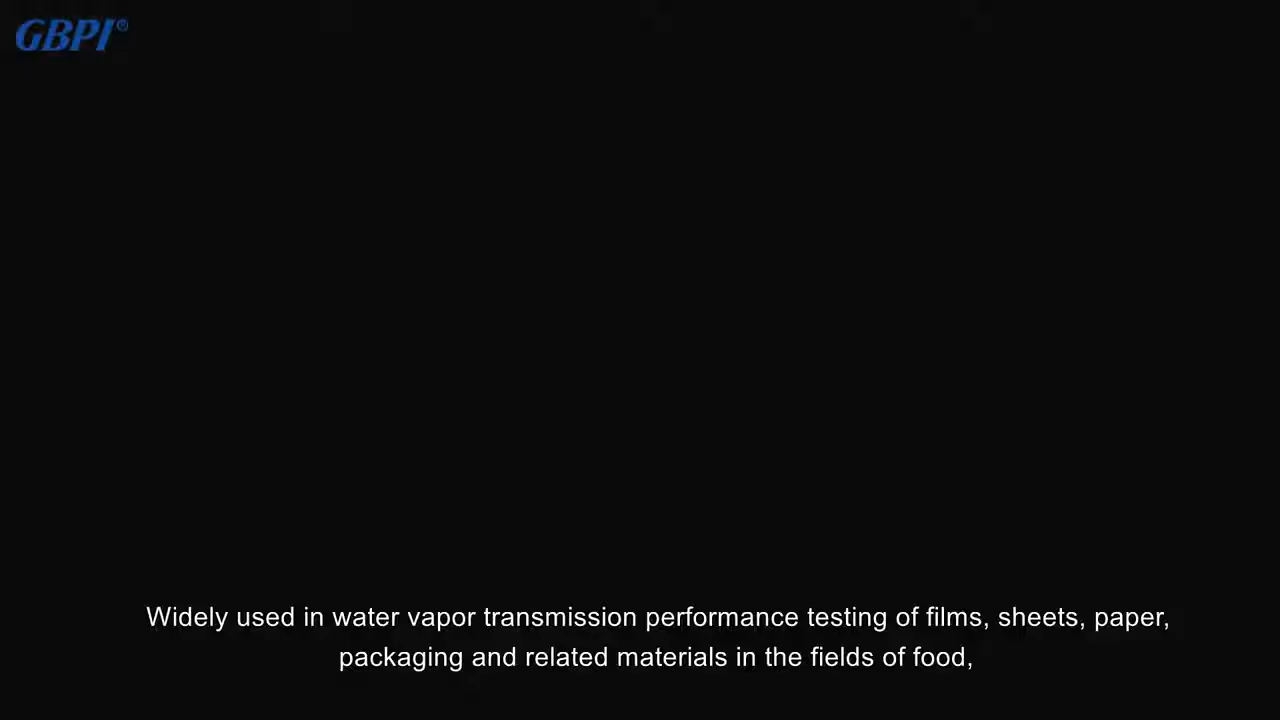 GBPI®
Widely used in water vapor transmission performance testing of films, sheets, paper,
packaging and related materials in the fields of food,